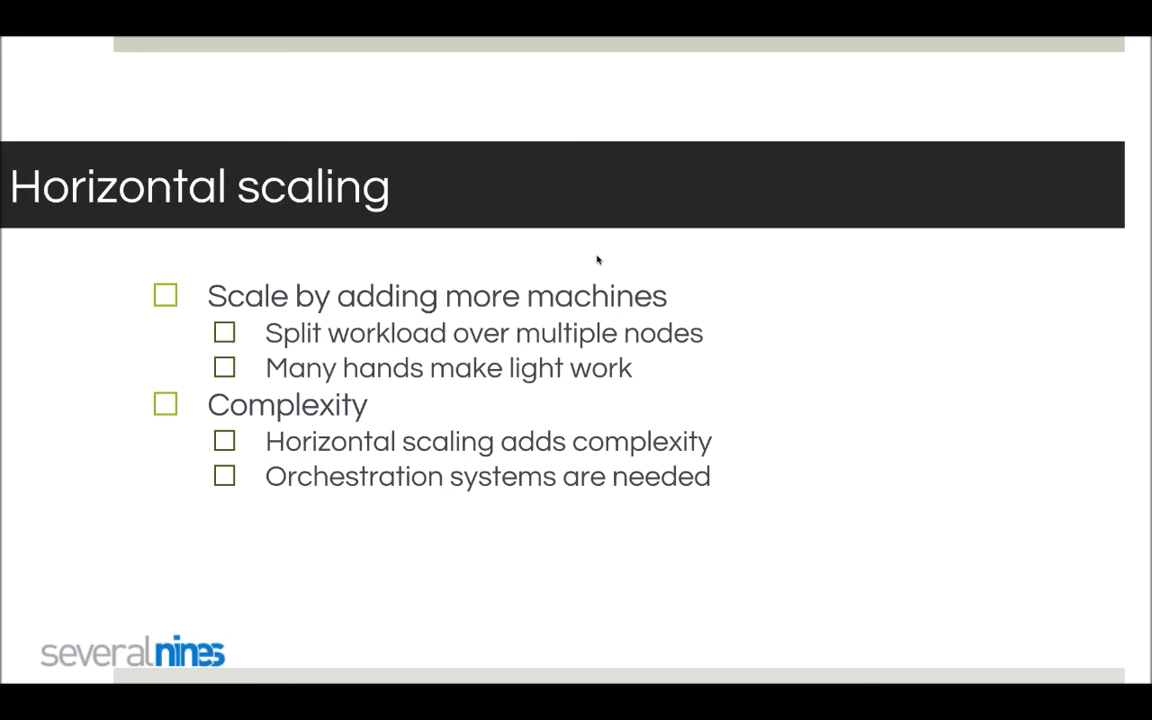 Horizontal scaling
Scale by adding more machines
Split workload over multiple nodes
Many hands make light work
Complexity
Horizontal scaling adds complexity
Orchestration systems are needed
severalnines